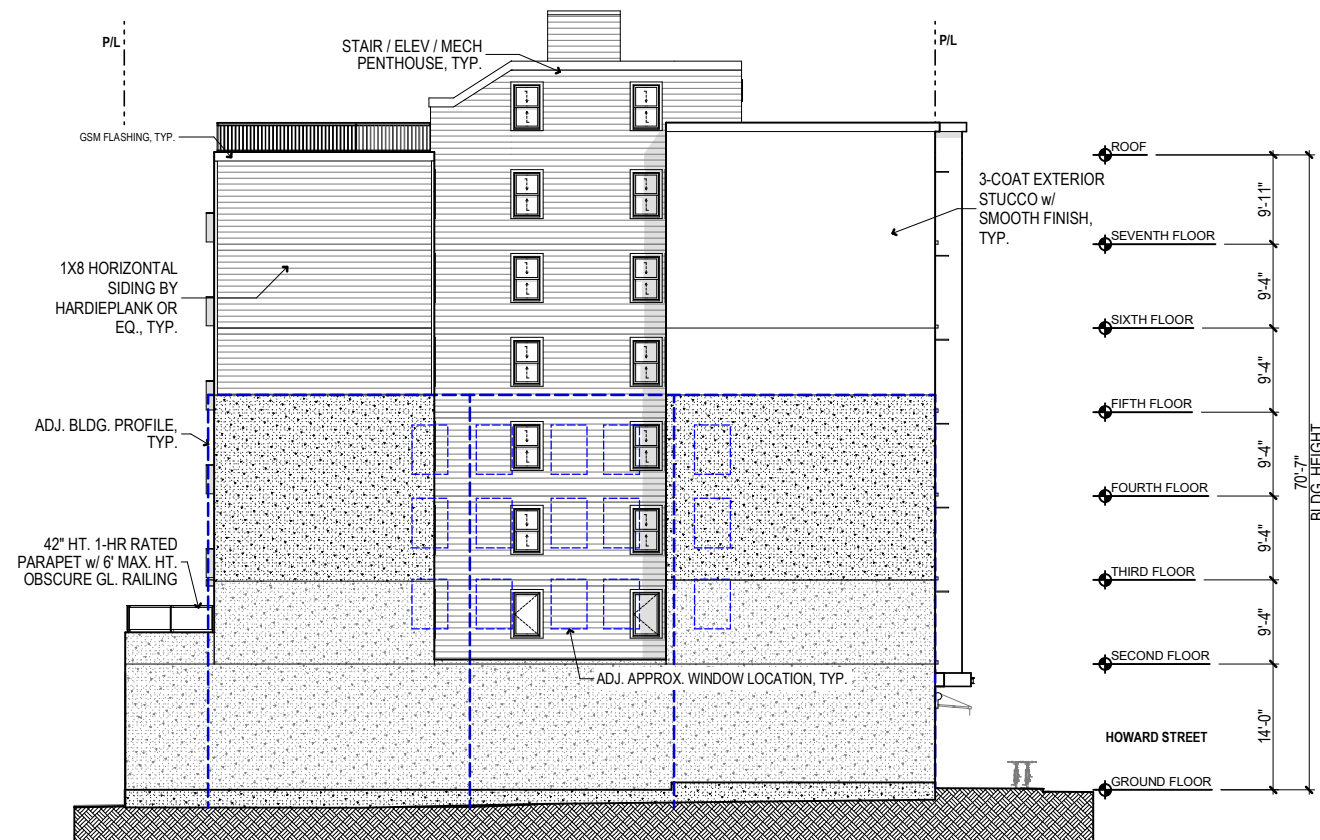 P/L
STAIR / ELEV / MECH
PENTHOUSE, TYP.
P/L
GSM FLASHING, TYP.
1X8 HORIZONTAL
SIDING BY
HARDIEPLANK OR
EQ., TYP.
ADJ. BLDG. PROFILE,
TYP.
42" HT. 1-HR RATED
PARAPET w/ 6' MAX. HT.
OBSCURE GL. RAILING
ADJ. APPROX. WINDOW LOCATION, TYP.
3-COAT EXTERIOR
STUCCO w/
SMOOTH FINISH,
TYP.
ROOF
9'-11"
SEVENTH FLOOR
9'-4"
SIXTH FLOOR
9'-4"
FIFTH FLOOR
9'-4"
FOURTH FLOOR
9'-4"
THIRD FLOOR
9'-4"
SECOND FLOOR
14'-0"
HOWARD STREET
GROUND FLOOR
70'-7"
BLDG. HEIGHT